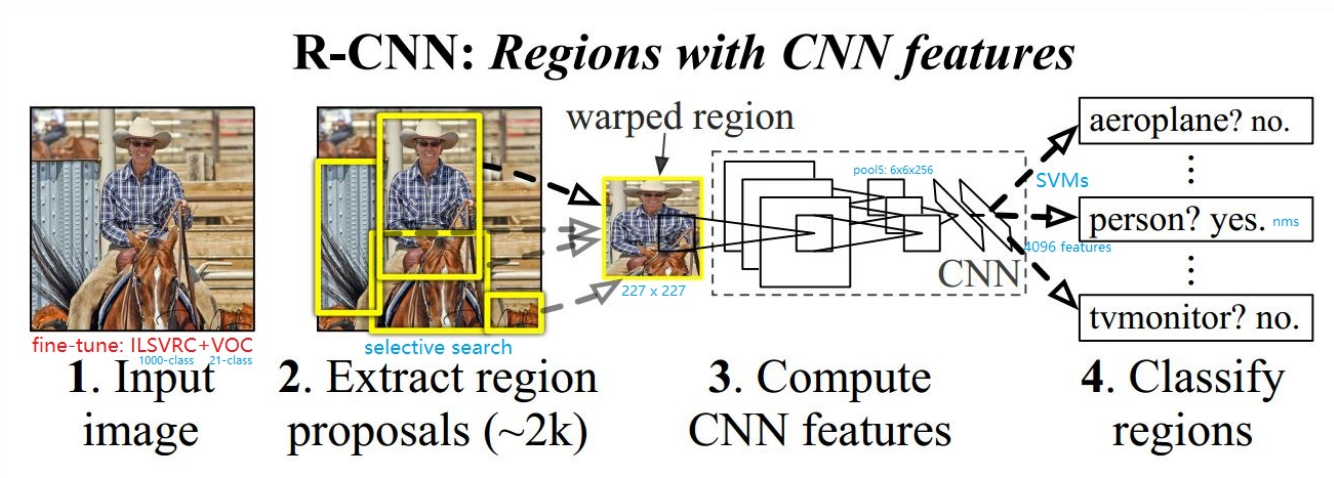 R-CNN: Regions with CNN features
warped region
aeroplane? no.
pool5: 6x6x256
SVMs
person? yes. nms
4096 features
CNN
227 x 227
tvmonitor? no.
fine-tune: ILSVRC+VOC
1000-class 21-class
selective search
1. Input
image
2. Extract region
proposals (~2k)
3. Compute
CNN features
4. Classify
regions